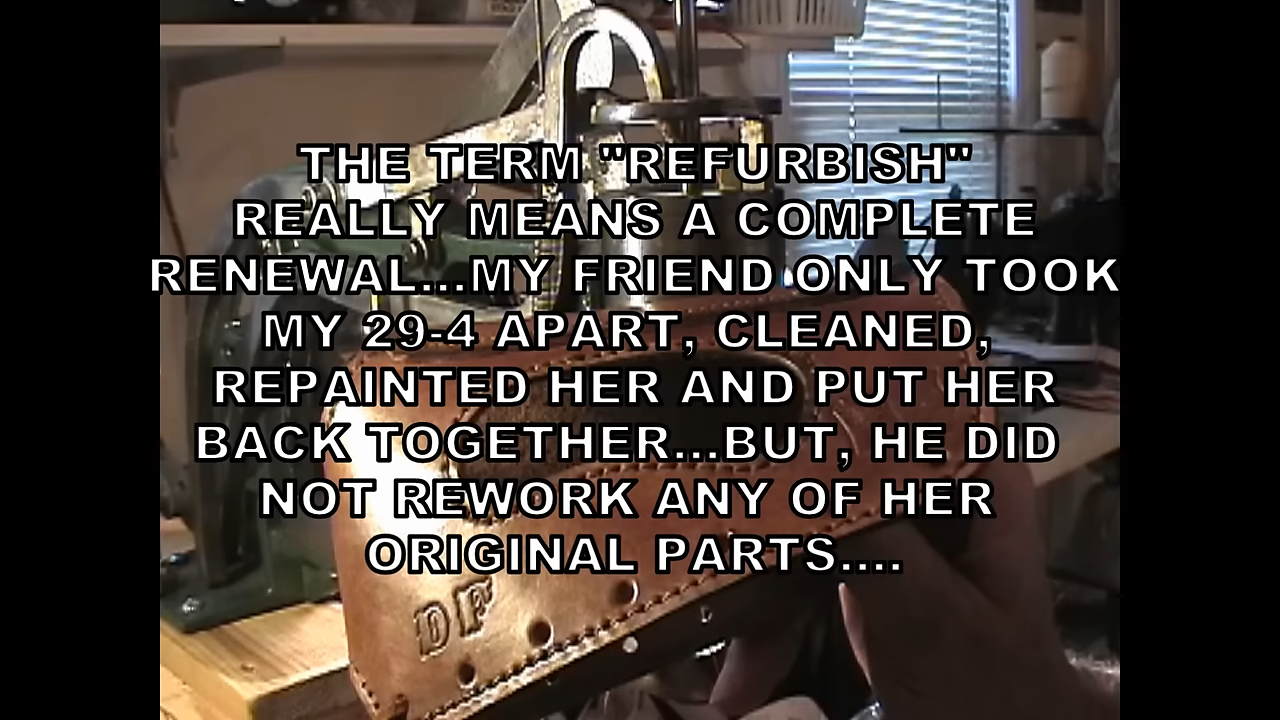 THE TERM "REFURBISH"
REALLY MEANS A COMPLETE
RENEWAL...MY FRIEND ONLY TOOK
MY 29-4 APART, CLEANED,
REPAINTED HER AND PUT HER
BACK TOGETHER...BUT, HE DID
NOT REWORK ANY OF HER
ORIGINAL PARTS....
DF